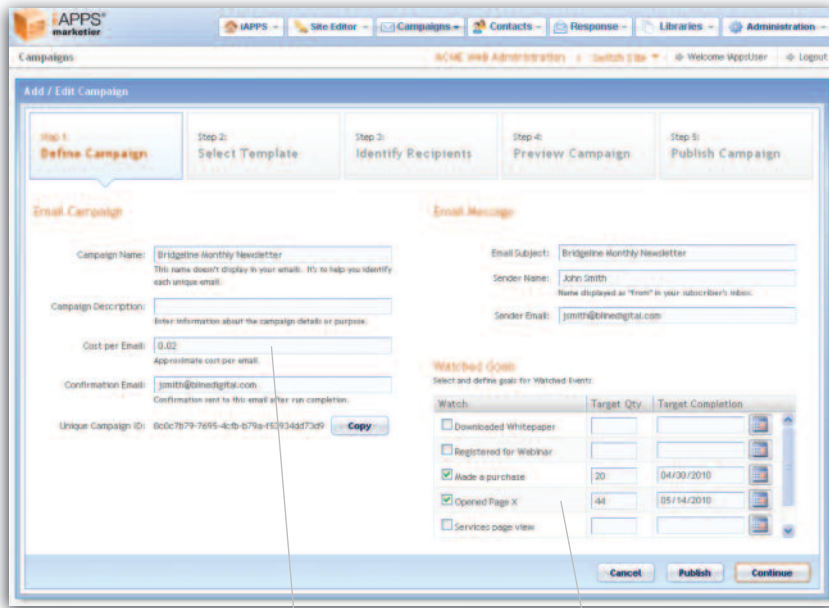 iAPPS
marketier
iAPPS
Site Editor
Campaigns
Contacts
Response
Libraries
Administration
Campaigns
ACME Web Administration
Switch Site
Welcome iAppsUser
Logout
Add / Edit Campaign
Step 1:
Define Campaign
Step 2:
Select Template
Step 3:
Identify Recipients
Step 4:
Preview Campaign
Step 5:
Publish Campaign
Email Campaign
Campaign Name: Bridgeline Monthly Newsletter
This name doesn't display in your emails. It's to help you identify
each unique email.
Campaign Description:
Enter information about the campaign details or purpose.
Cost per Email: 0.02
Approximate cost per email.
Confirmation Email: jsmith@blinedigital.com
Confirmation sent to this email after run completion.
Unique Campaign ID:
Copy
Email Message
Email Subject: Bridgeline Monthly Newsletter
Sender Name: John Smith
Name displayed as "From" in your subscriber's inbox.
Sender Email: jsmith@blinedigital.com
Watched Goals
Select and define goals for Watched Events
Watch Target Qty Target Completion
Downloaded Whitepaper
Registered for Webinar
Made a purchase 20 04/30/2010
Opened Page X 44 05/14/2010
Services page view
Cancel
Publish
Continue